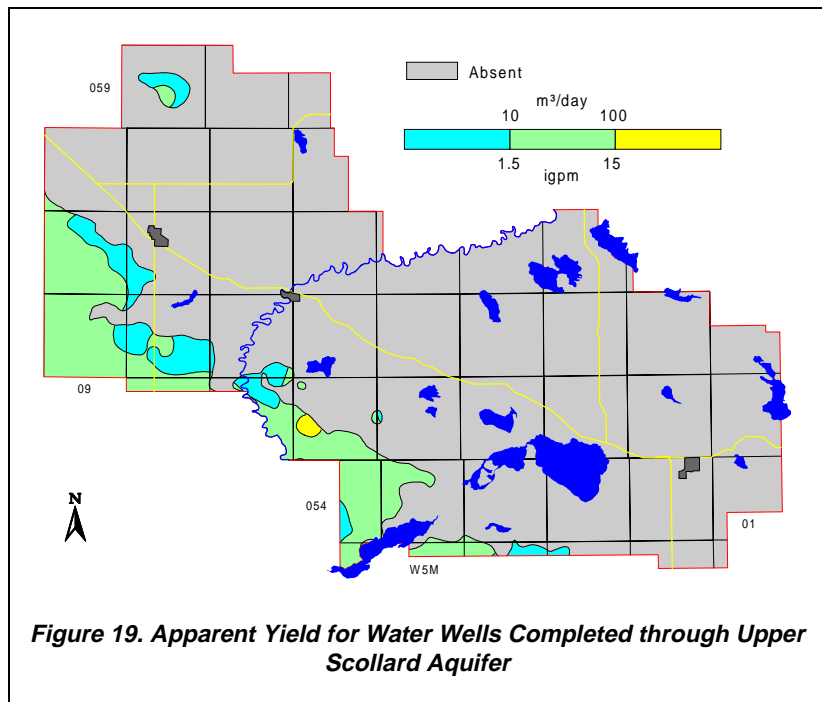 059
Absent
m³/day
10 100
1.5 15
igpm
09
054
N
01
W5M
Figure 19. Apparent Yield for Water Wells Completed through Upper
Scollard Aquifer